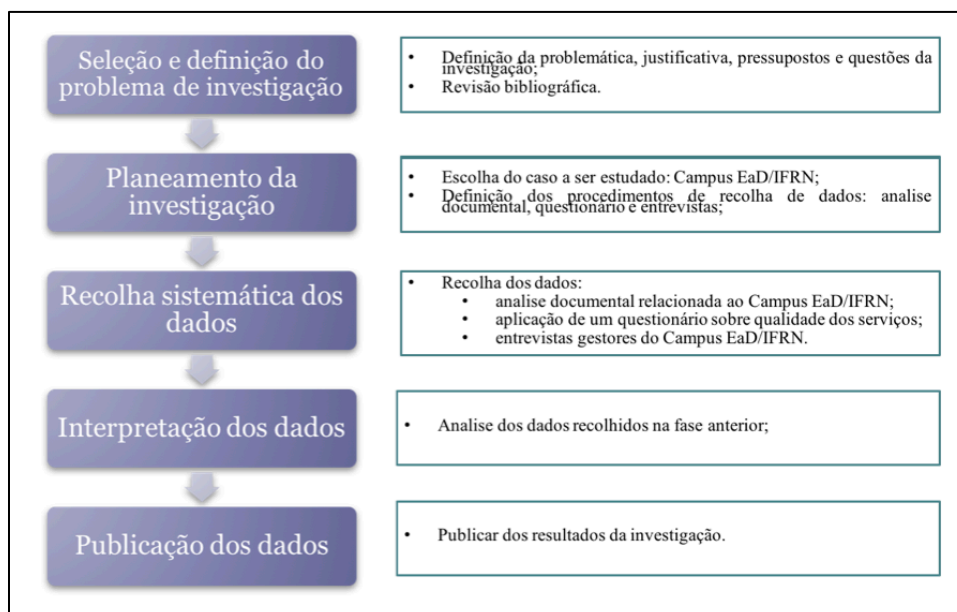 Seleção e definição do
problema de investigação
• Definição da problemática, justificativa, pressupostos e questões da
investigação;
• Revisão bibliográfica.
Planeamento da
investigação
• Escolha do caso a ser estudado: Campus EaD/IFRN;
• Definição dos procedimentos de recolha de dados: analise
documental, questionário e entrevistas;
Recolha sistemática dos
dados
• Recolha dos dados:
• analise documental relacionada ao Campus EaD/IFRN;
• aplicação de um questionário sobre qualidade dos serviços;
• entrevistas gestores do Campus EaD/IFRN.
Interpretação dos dados
• Analise dos dados recolhidos na fase anterior;
Publicação dos dados
• Publicar dos resultados da investigação.